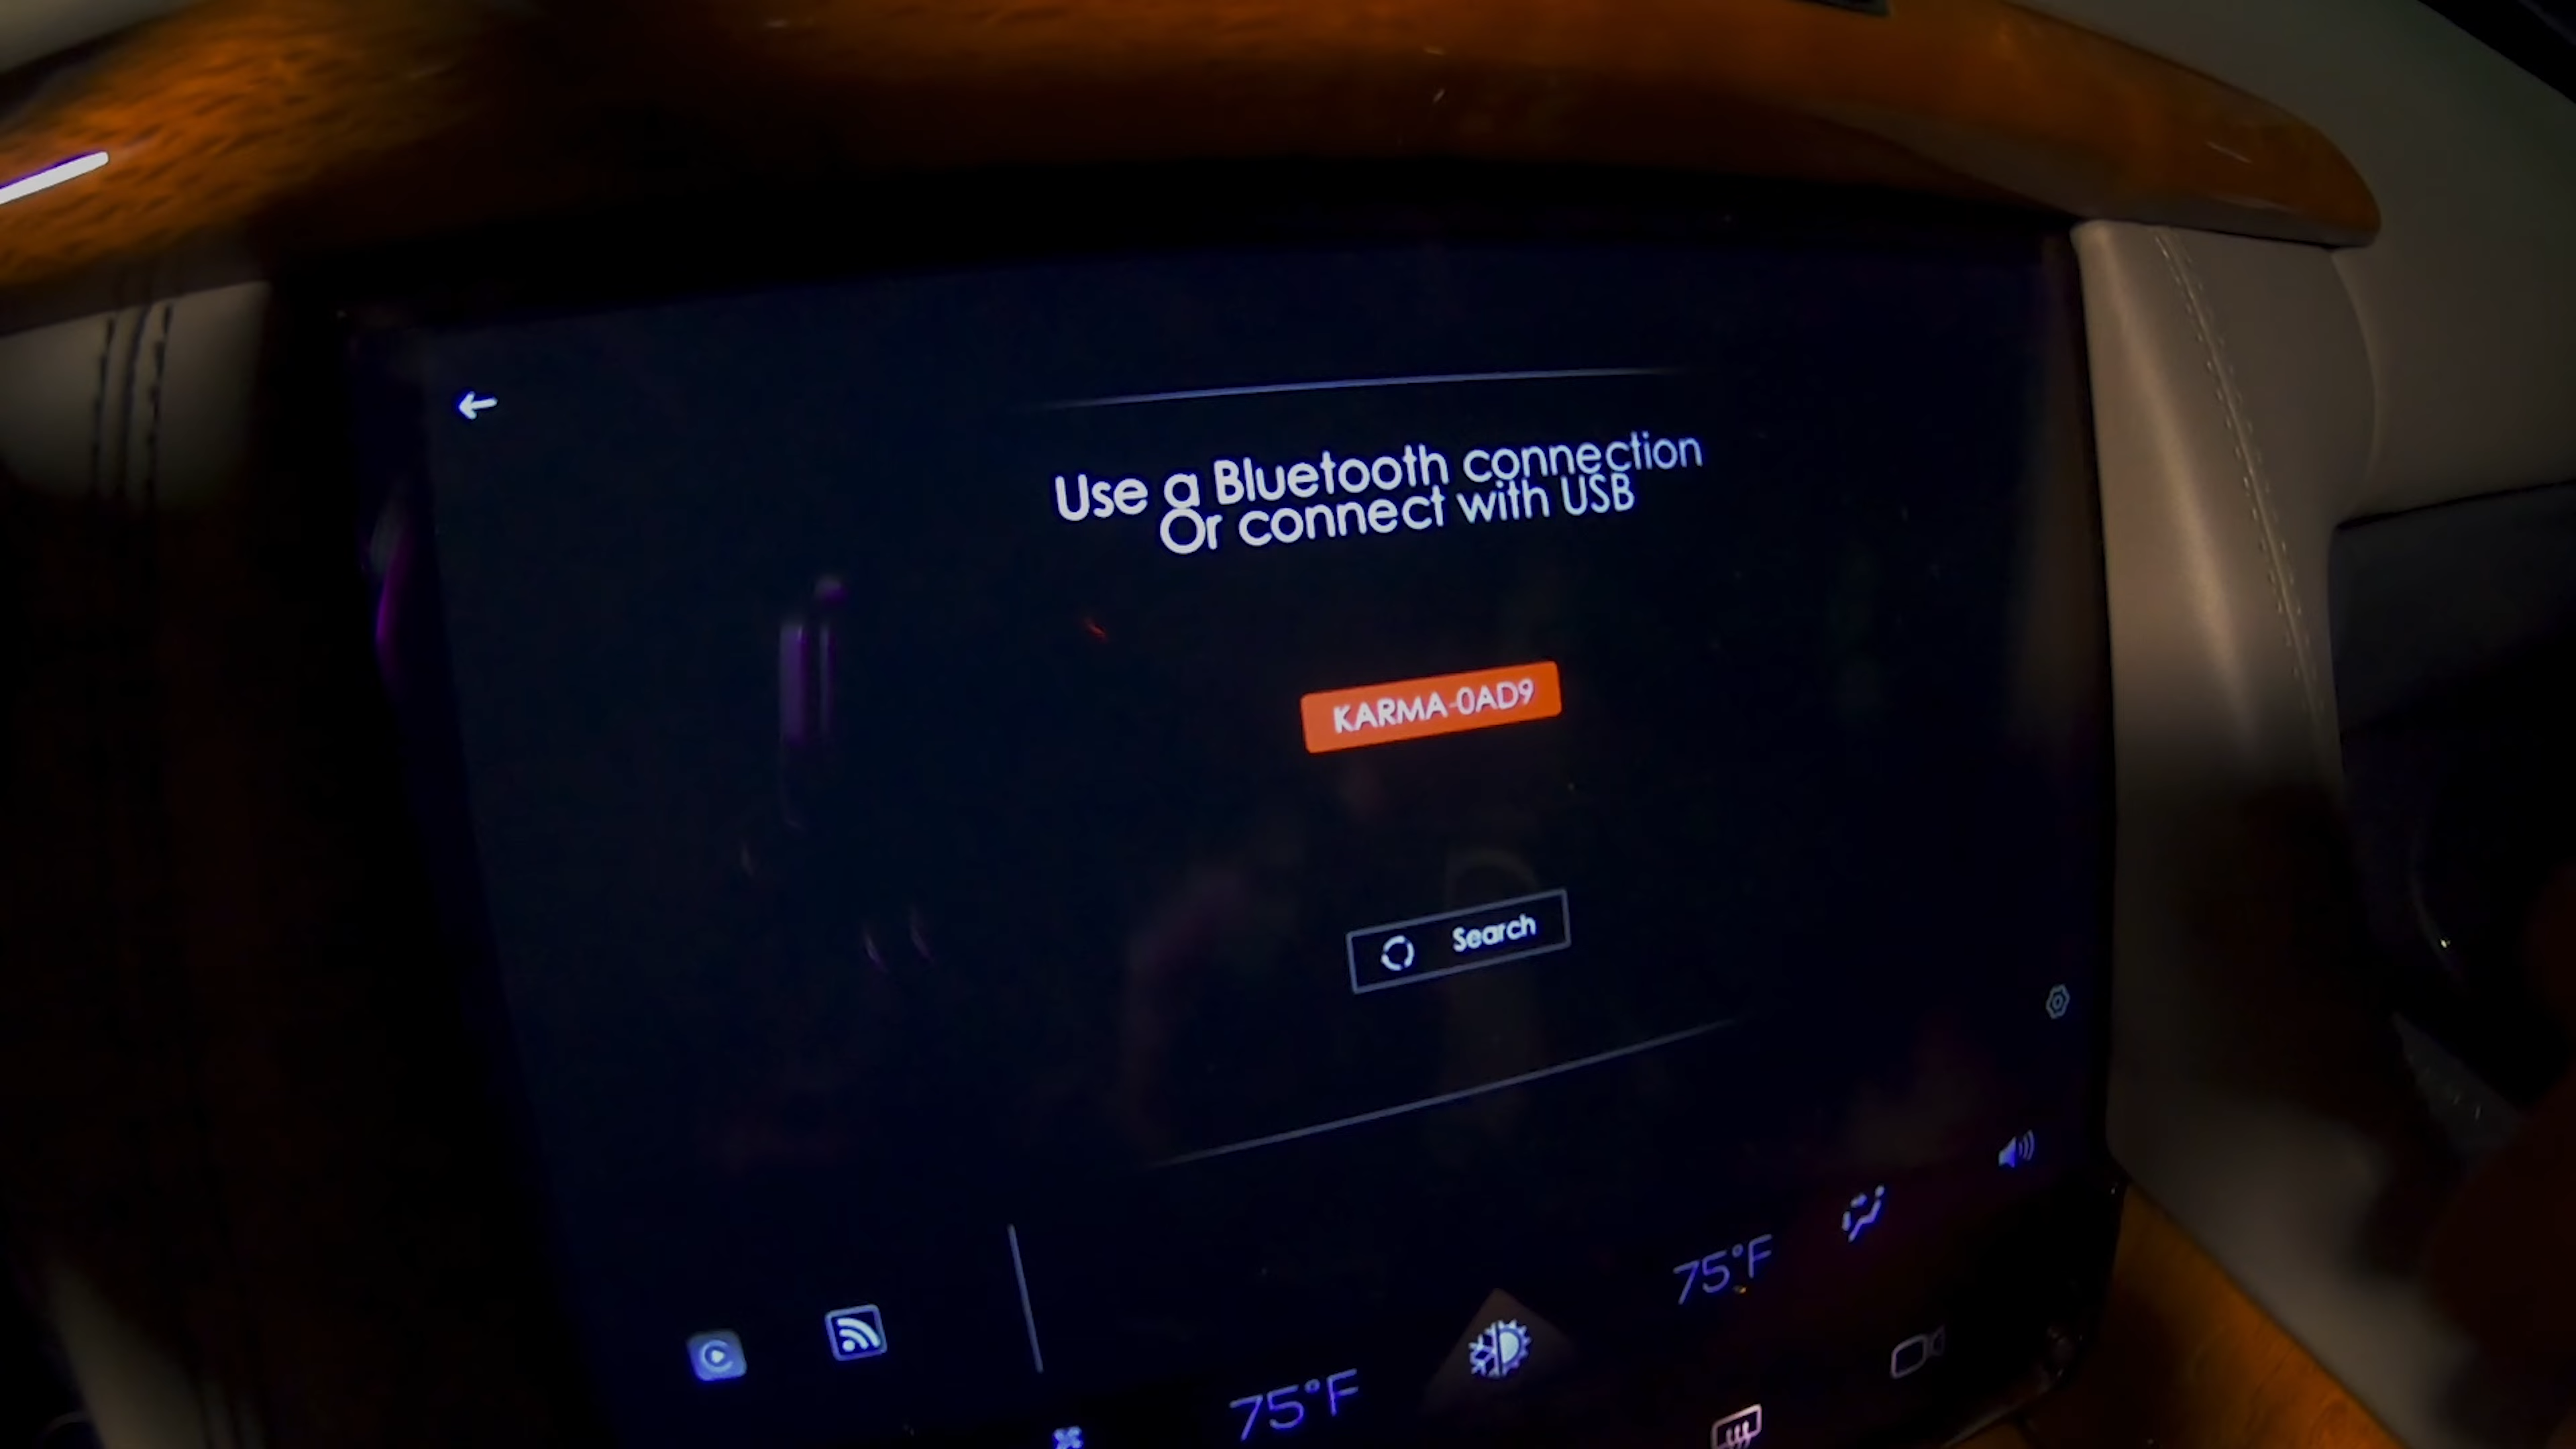 Use a Bluetooth connection
Or connect with USB
KARMA-0AD9
Search
75°F
75°F